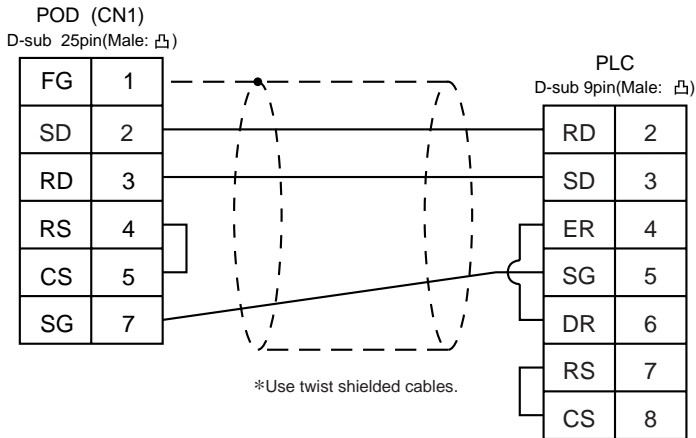 POD (CN1)
D-sub 25pin(Male: 凸)
FG 1
SD 2
RD 3
RS 4
CS 5
SG 7
PLC
D-sub 9pin(Male: 凸)
RD 2
SD 3
ER 4
SG 5
DR 6
RS 7
CS 8
*Use twist shielded cables.